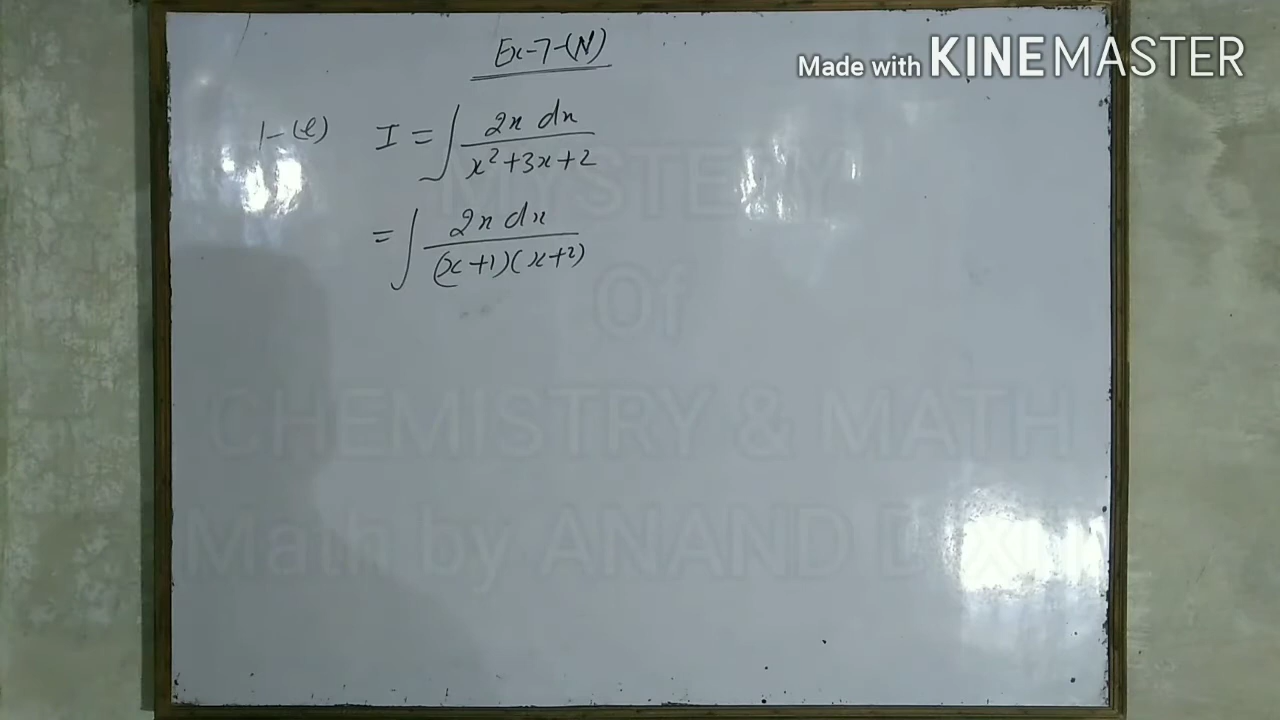 Ex-7-(N)
Made with KINEMASTER
1-(e) I = ∫ 2x dx / x²+3x+2
= ∫ 2x dx / (x+1)(x+2)
MYSTERY
Of
CHEMISTRY & MATH
Math by ANAND